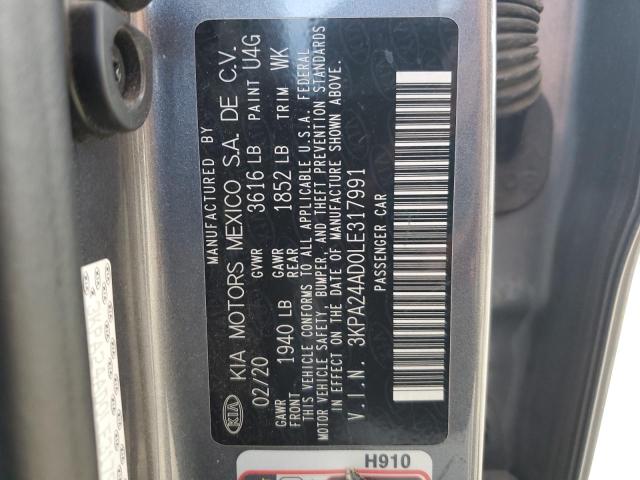 MANUFACTURED BY
KIA KIA MOTORS MEXICO S.A. DE C.V.
02/20 GVWR 3616 LB PAINT U4G
GAWR FRONT 1940 LB GAWR REAR 1852 LB TRIM WK
THIS VEHICLE CONFORMS TO ALL APPLICABLE U.S.A. FEDERAL
MOTOR VEHICLE SAFETY, BUMPER, AND THEFT PREVENTION STANDARDS
IN EFFECT ON THE DATE OF MANUFACTURE SHOWN ABOVE.
V.I.N. 3KPA24AD0LE317991
PASSENGER CAR
H910